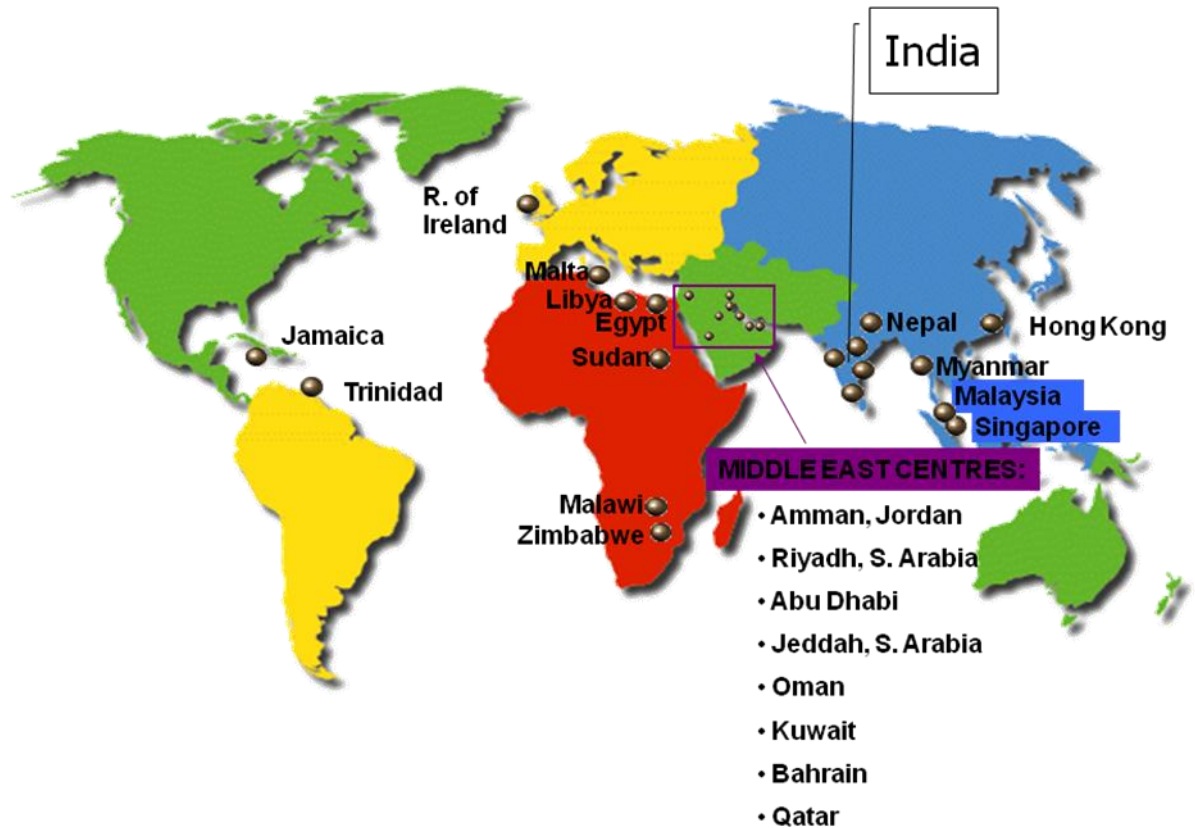 India
R. of
Ireland
Malta
Libya
Egypt
Sudan
Jamaica
Trinidad
Nepal
Hong Kong
Myanmar
Malaysia
Singapore
MIDDLE EAST CENTRES:
Malawi
Zimbabwe
• Amman, Jordan
• Riyadh, S. Arabia
• Abu Dhabi
• Jeddah, S. Arabia
• Oman
• Kuwait
• Bahrain
• Qatar